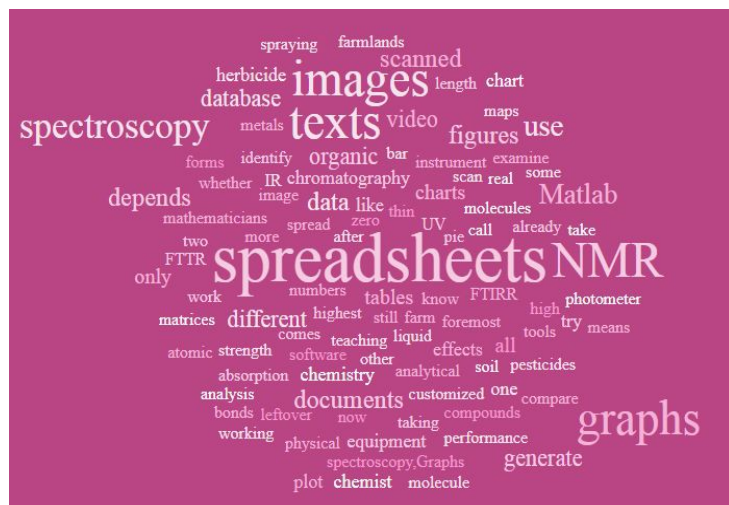 spraying farmlands
scanned
herbicide images length chart
database
spectroscopy metals texts video figures use maps
forms identify organic bar instrument examine
whether IR chromatography scan real some
depends image data like thin charts molecules Matlab
mathematicians spread zero UV call already take
two more after pie
FTTR spreadsheets NMR
only
work numbers tables know FTIRR high photometer
matrices different highest still farm foremost tools try means
comes teaching liquid
atomic strength software other effects all
absorption chemistry analytical soil pesticides
analysis documents customized one compare
bonds leftover now taking compounds graphs
working physical equipment performance
spectroscopy,Graphs generate
plot chemist molecule